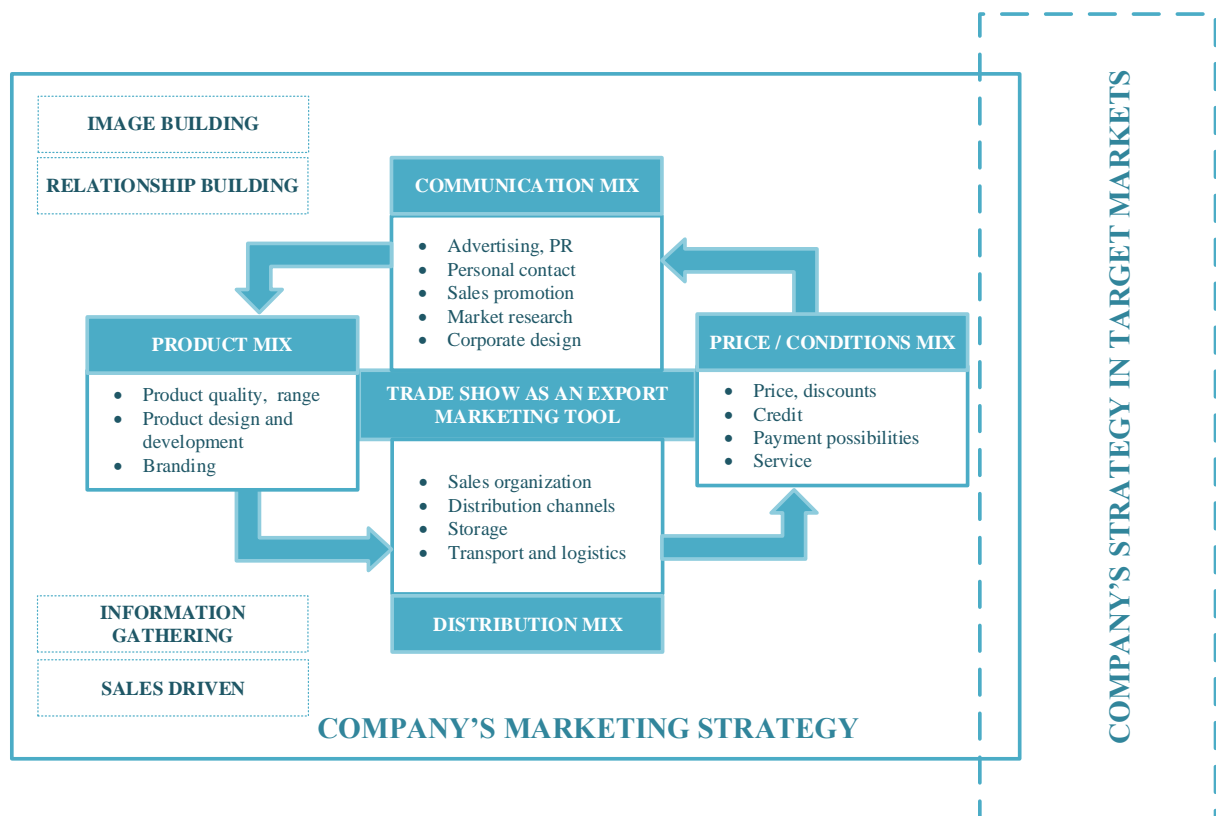 IMAGE BUILDING
RELATIONSHIP BUILDING
COMMUNICATION MIX
• Advertising, PR
• Personal contact
• Sales promotion
• Market research
• Corporate design
PRODUCT MIX
• Product quality, range
• Product design and
development
• Branding
TRADE SHOW AS AN EXPORT
MARKETING TOOL
PRICE / CONDITIONS MIX
• Price, discounts
• Credit
• Payment possibilities
• Service
• Sales organization
• Distribution channels
• Storage
• Transport and logistics
DISTRIBUTION MIX
INFORMATION
GATHERING
SALES DRIVEN
COMPANY’S MARKETING STRATEGY
COMPANY’S STRATEGY IN TARGET MARKETS